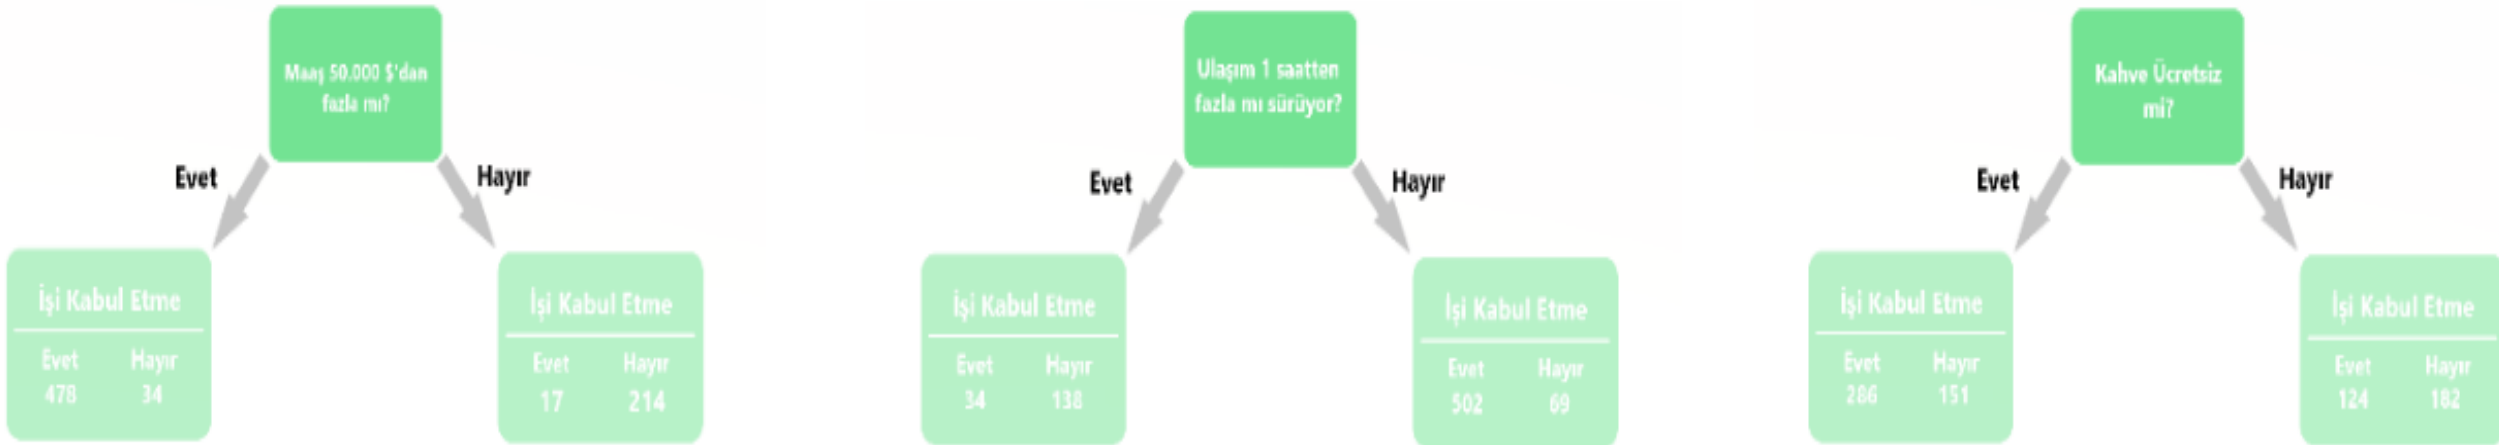 Maaş 50.000 $'dan
fazla mı?
Evet
Hayır
İşi Kabul Etme
Evet Hayır
478 34
İşi Kabul Etme
Evet Hayır
17 214
Ulaşım 1 saatten
fazla mı sürüyor?
Evet
Hayır
İşi Kabul Etme
Evet Hayır
34 138
İşi Kabul Etme
Evet Hayır
502 69
Kahve Ücretsiz
mi?
Evet
Hayır
İşi Kabul Etme
Evet Hayır
286 151
İşi Kabul Etme
Evet Hayır
124 182